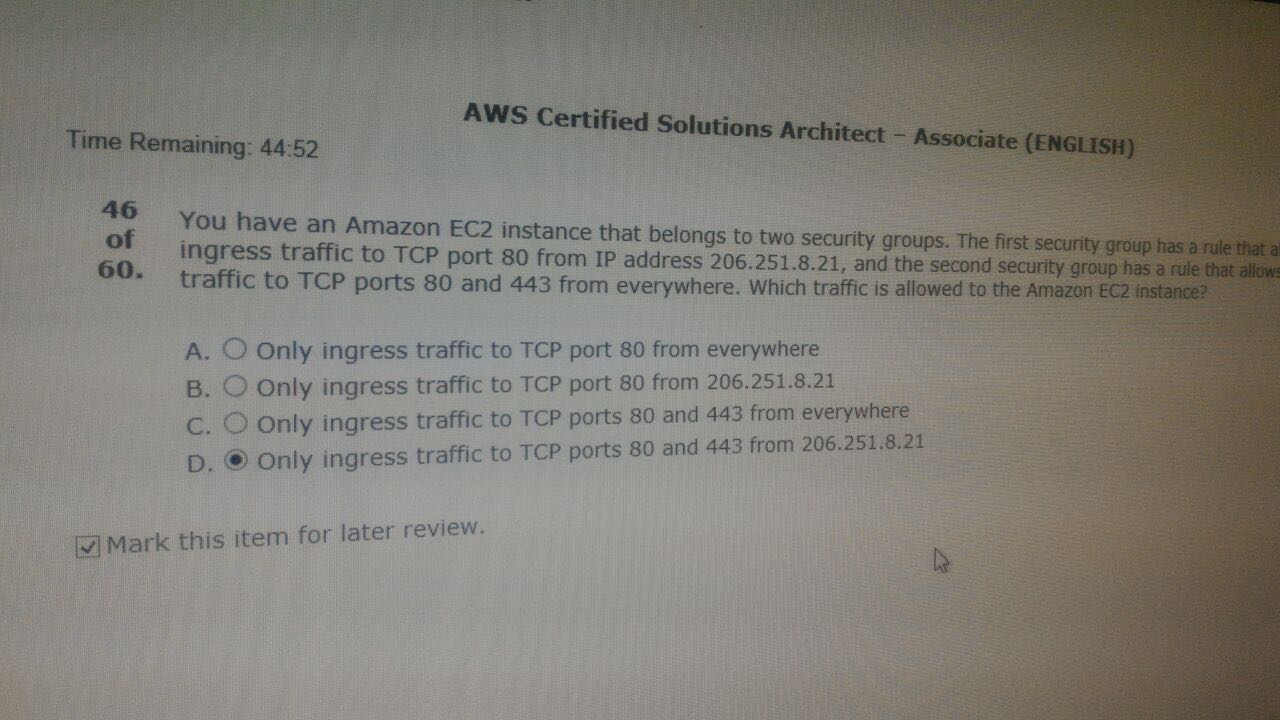 AWS Certified Solutions Architect – Associate (ENGLISH)
Time Remaining: 44:52
46
of
60.
You have an Amazon EC2 instance that belongs to two security groups. The first security group has a rule that
ingress traffic to TCP port 80 from IP address 206.251.8.21, and the second security group has a rule that allows
traffic to TCP ports 80 and 443 from everywhere. Which traffic is allowed to the Amazon EC2 instance?
A. Only ingress traffic to TCP port 80 from everywhere
B. Only ingress traffic to TCP port 80 from 206.251.8.21
C. Only ingress traffic to TCP ports 80 and 443 from everywhere
D. Only ingress traffic to TCP ports 80 and 443 from 206.251.8.21
Mark this item for later review.